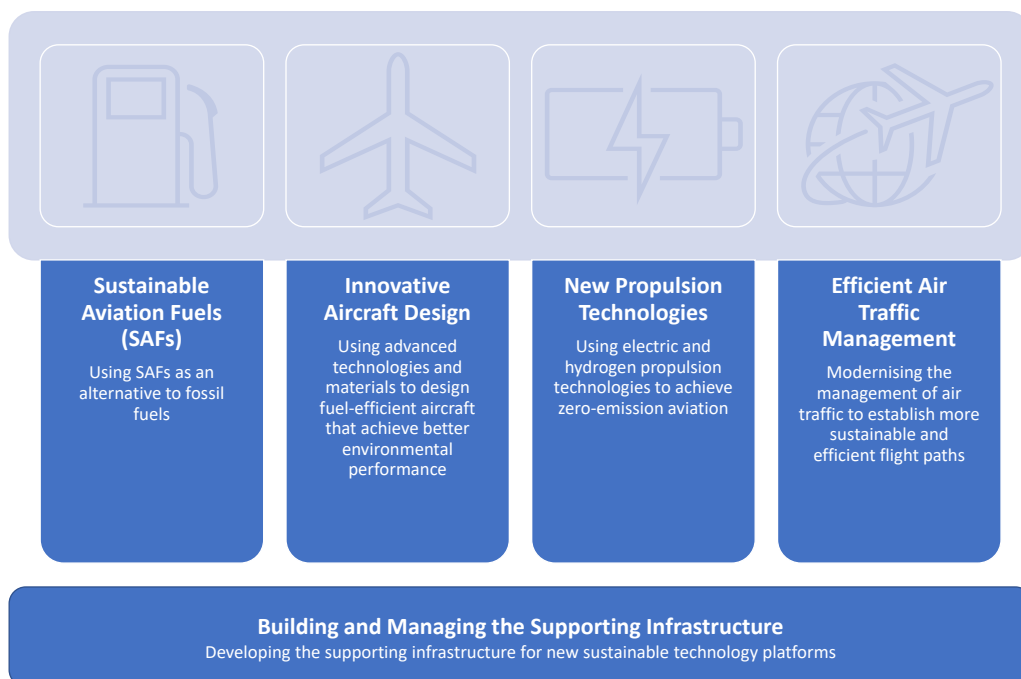 Sustainable
Aviation Fuels
(SAFs)
Using SAFs as an
alternative to fossil
fuels
Innovative
Aircraft Design
Using advanced
technologies and
materials to design
fuel-efficient aircraft
that achieve better
environmental
performance
New Propulsion
Technologies
Using electric and
hydrogen propulsion
technologies to achieve
zero-emission aviation
Efficient Air
Traffic
Management
Modernising the
management of air
traffic to establish more
sustainable and
efficient flight paths
Building and Managing the Supporting Infrastructure
Developing the supporting infrastructure for new sustainable technology platforms